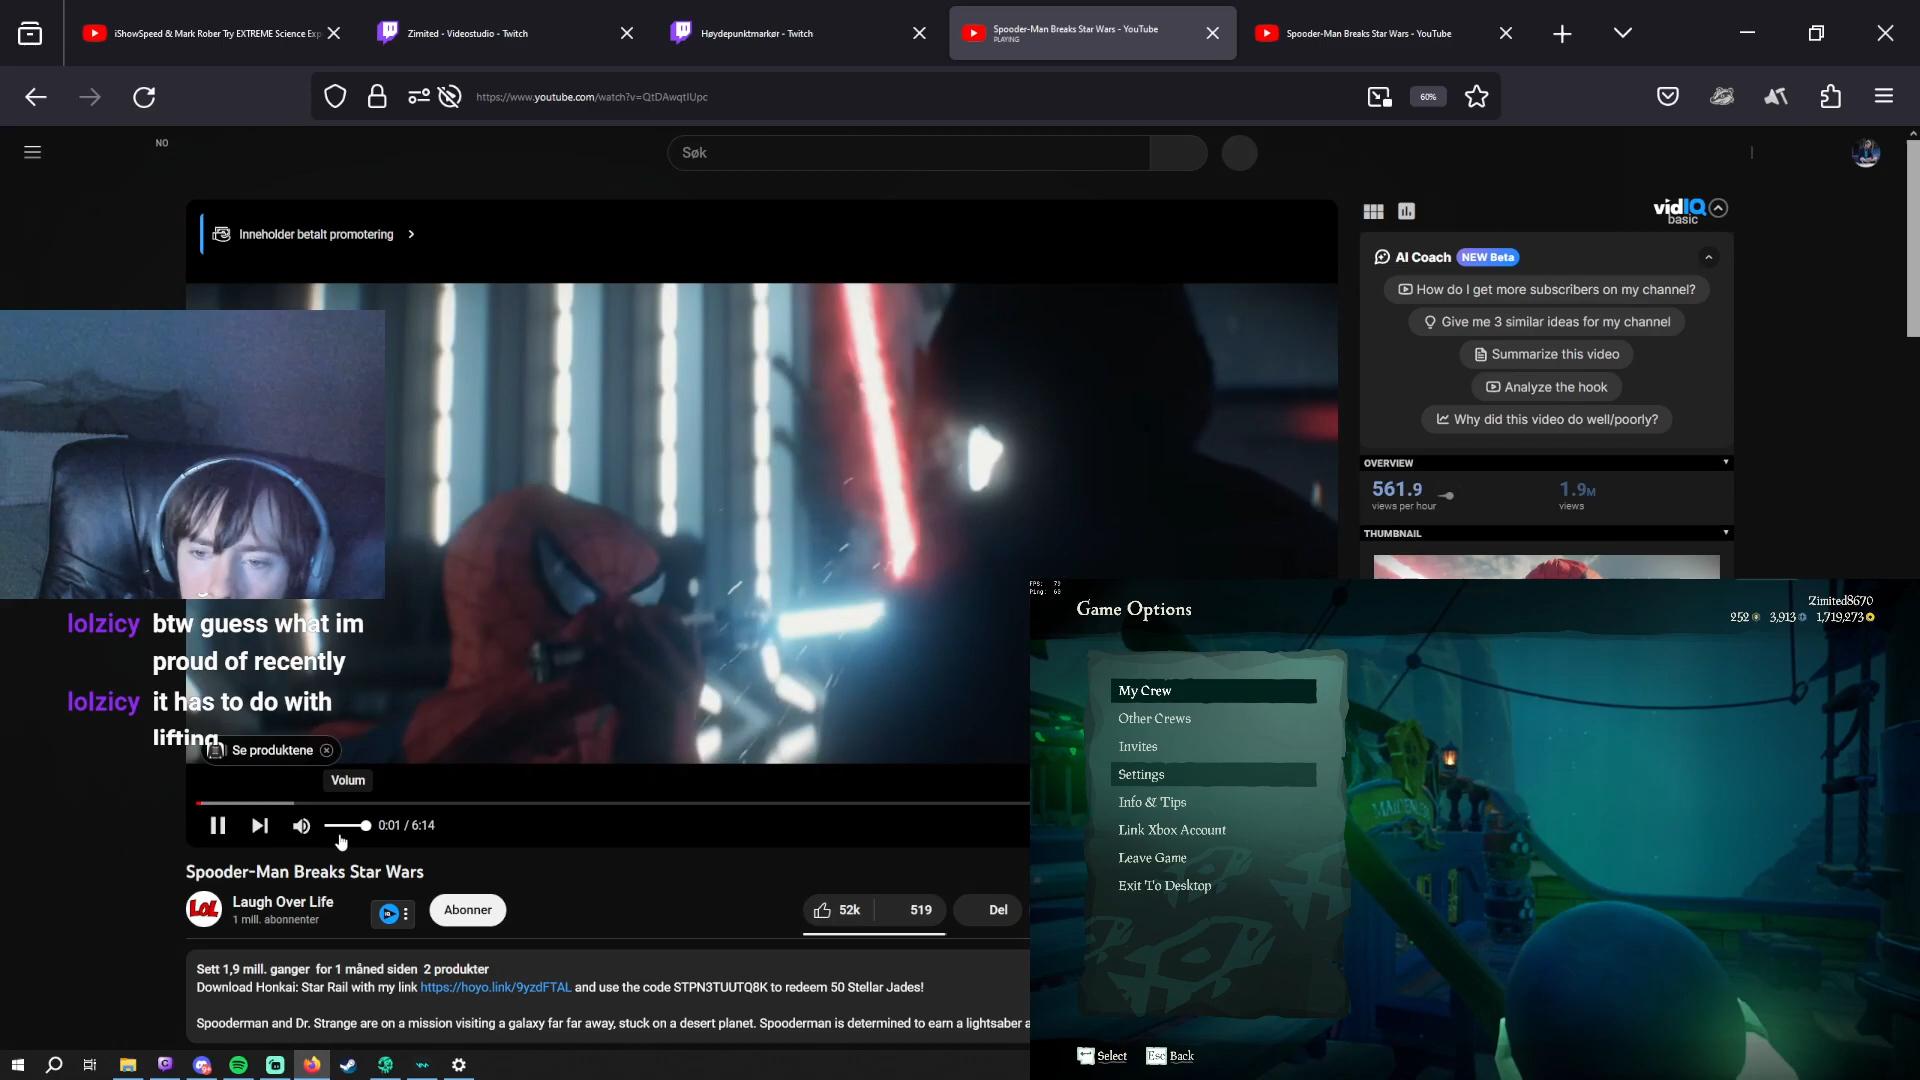 iShowSpeed & Mark Rober Try EXTREME Science Exp
Zimited - Videostudio - Twitch
Høydepunktmarkør - Twitch
Spooder-Man Breaks Star Wars - YouTube
PLAYING
Spooder-Man Breaks Star Wars - YouTube
https://www.youtube.com/watch?v=QtDAwqtIUpc
60%
NO
Søk
Inneholder betalt promotering
vidIQ
basic
AI Coach NEW Beta
How do I get more subscribers on my channel?
Give me 3 similar ideas for my channel
Summarize this video
Analyze the hook
Why did this video do well/poorly?
OVERVIEW
561.9
views per hour
1.9M
views
THUMBNAIL
lolzicy btw guess what im
proud of recently
lolzicy it has to do with
lifting
Se produktene
Volum
0:01 / 6:14
Spooder-Man Breaks Star Wars
LOL
Laugh Over Life
1 mill. abonnenter
Abonner
52k
519
Del
Sett 1,9 mill. ganger for 1 måned siden 2 produkter
Download Honkai: Star Rail with my link https://hoyo.link/9yzdFTAL and use the code STPN3TUUTQ8K to redeem 50 Stellar Jades!
Spooderman and Dr. Strange are on a mission visiting a galaxy far far away, stuck on a desert planet. Spooderman is determined to earn a lightsaber a
Game Options
Zimited8670
252 3,913 1,719,273
My Crew
Other Crews
Invites
Settings
Info & Tips
Link Xbox Account
Leave Game
Exit To Desktop
Select
Esc Back